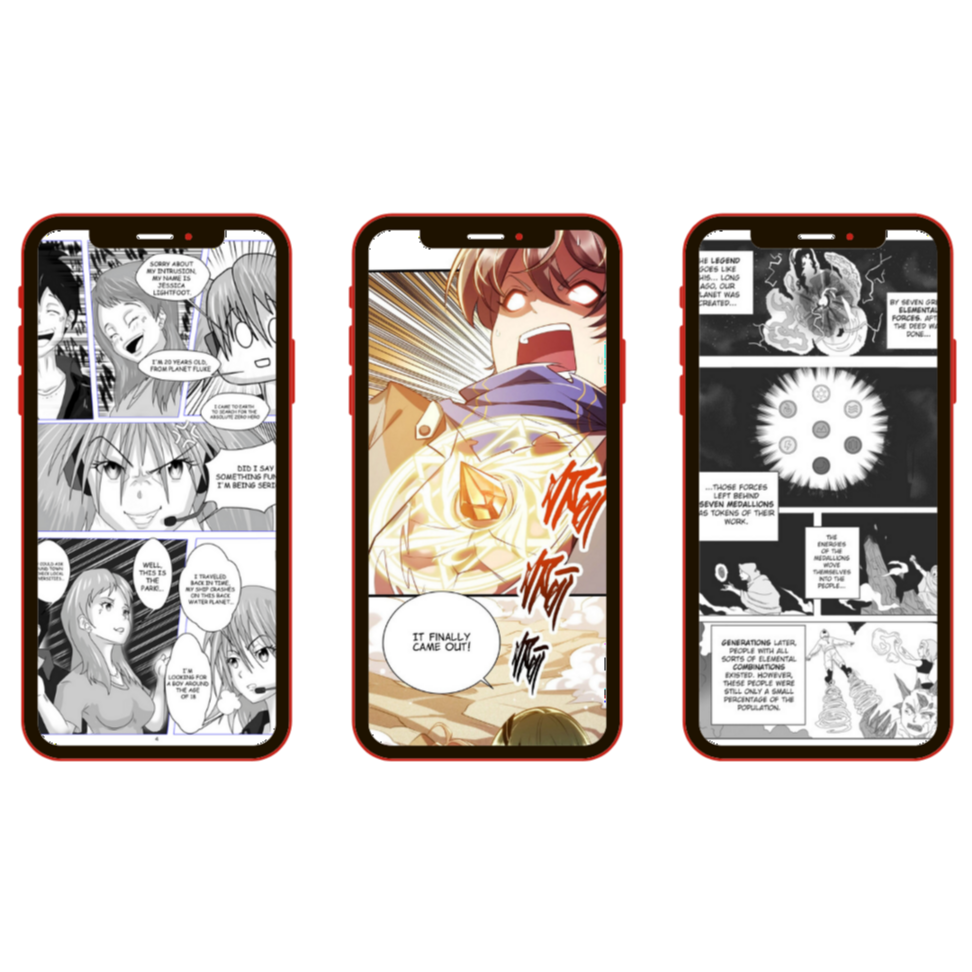 SORRY ABOUT
MY INTRUSION,
MY NAME IS
JESSICA
LIGHTFOOT.
I'M 20 YEARS OLD,
FROM PLANET FLUKE
I CAME TO EARTH
TO SEARCH FOR THE
ABSOLUTE ZERO HERO
DID I SAY
SOMETHING FUN
I'M BEING SERI
WELL,
THIS IS
THE
I TRAVELED
BACK IN TIME,
MY SHIP CRASHES
ON THIS BACK
WATER PLANET...
I'M
LOOKING FOR
A BOY AROUND
THE AGE
OF 18
IT FINALLY
CAME OUT!
HE LEGEND
GOES LIKE
HIS.... LONG
AGO, OUR
LANET WAS
CREATED....
BY SEVEN GR
ELEMENTAL
FORCES. AFT
THE DEED WA
DONE...
...THOSE FORCES
LEFT BEHIND
SEVEN MEDALLIONS
AS TOKENS OF THEIR
WORK.
THE
ENERGIES
OF THE
MEDALLIONS
WOVE
THEMSELVES
INTO THE
PEOPLE...
GENERATIONS LATER,
PEOPLE WITH ALL
SORTS OF ELEMENTAL
COMBINATIONS
EXISTED. HOWEVER,
THESE PEOPLE WERE
STILL ONLY A SMALL
PERCENTAGE OF THE
POPULATION.